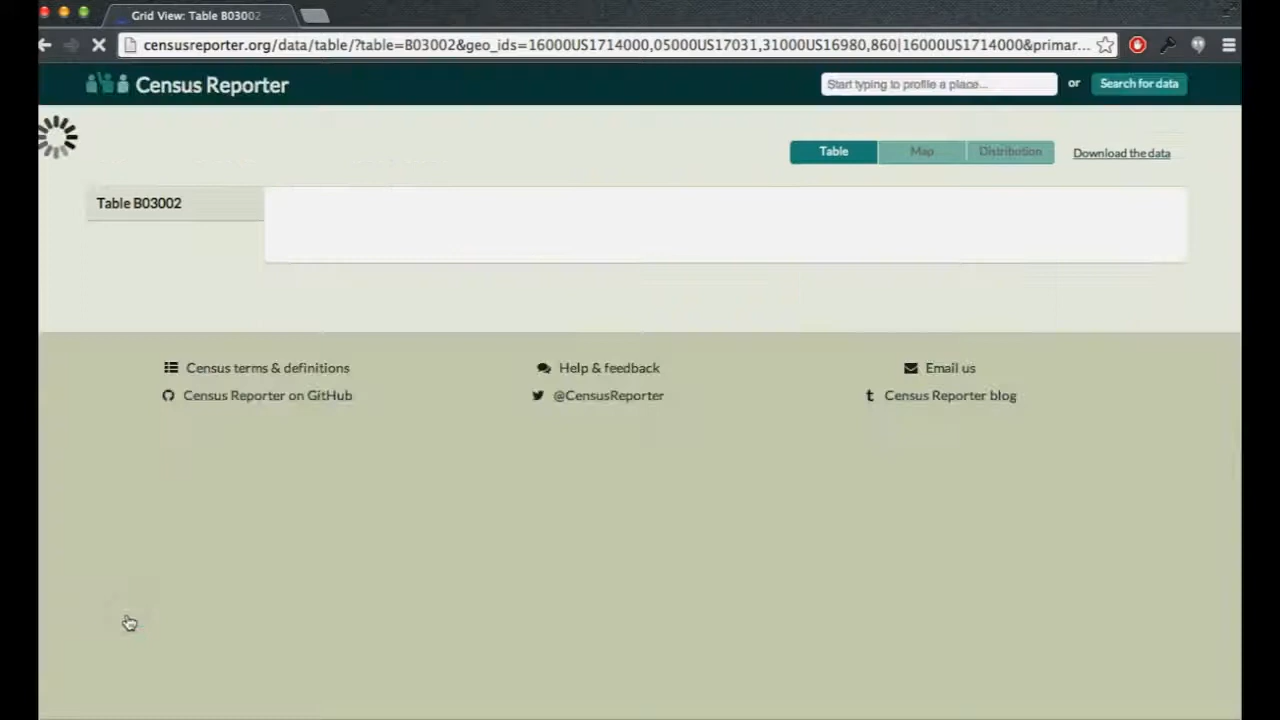 Grid View: Table B03002
censusreporter.org/data/table/?table=B03002&geo_ids=16000US1714000,05000US17031,31000US16980,860|16000US1714000&primar...
Census Reporter
Start typing to profile a place...
or
Search for data
Table
Map
Distribution
Download the data
Table B03002
Census terms & definitions
Help & feedback
Email us
Census Reporter on GitHub
@CensusReporter
Census Reporter blog